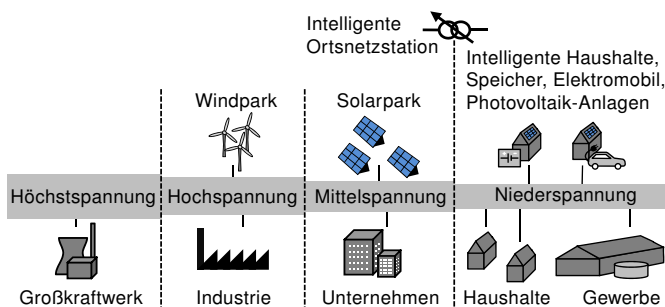 Intelligente
Ortsnetzstation
Intelligente Haushalte,
Speicher, Elektromobil,
Photovoltaik-Anlagen
Windpark
Solarpark
Höchstspannung
Hochspannung
Mittelspannung
Niederspannung
Großkraftwerk
Industrie
Unternehmen
Haushalte
Gewerbe